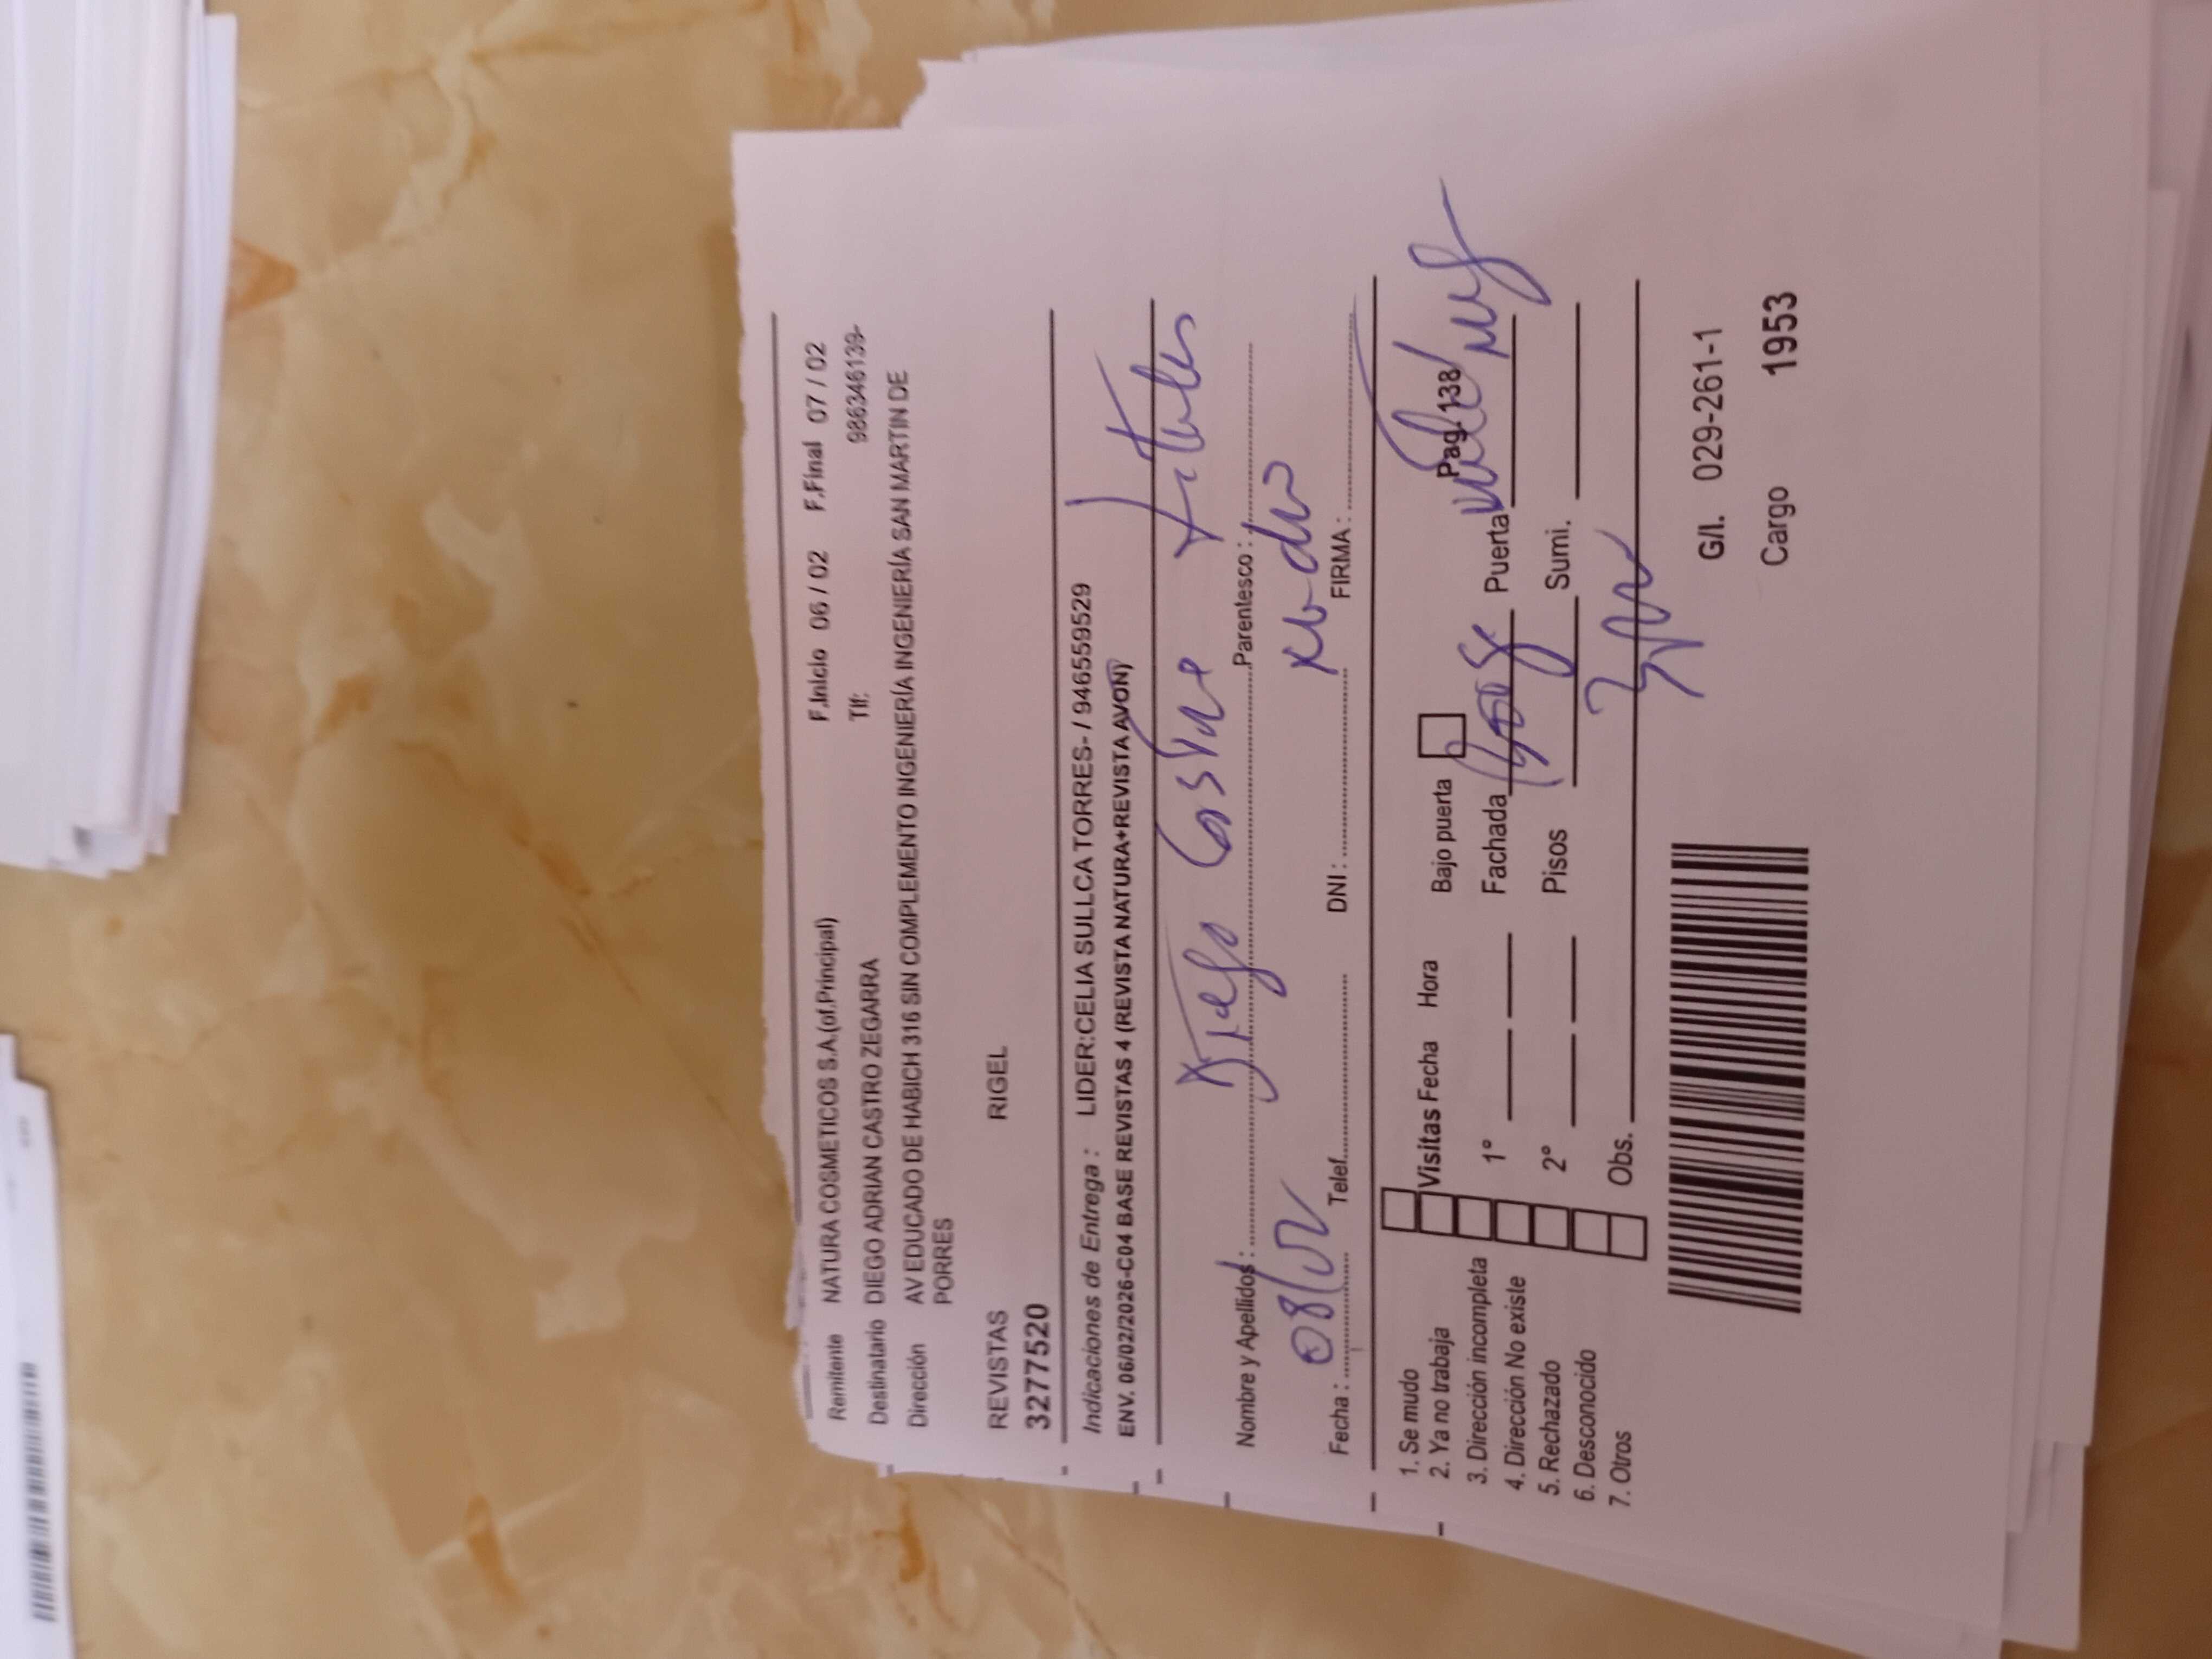 Remitente NATURA COSMETICOS S.A.(of.Principal) F.Inicio 06 / 02 F.Final 07 / 02
Destinatario DIEGO ADRIAN CASTRO ZEGARRA Tlf: 986346139-
Dirección AV EDUCADO DE HABICH 316 SIN COMPLEMENTO INGENIERÍA INGENIERÍA SAN MARTIN DE
PORRES
REVISTAS RIGEL
3277520
Indicaciones de Entrega : LIDER:CELIA SULLCA TORRES- / 946559529
ENV. 06/02/2026-C04 BASE REVISTAS 4 (REVISTA NATURA+REVISTA AVON)
Nombre y Apellidos : Diego Parentesco :
Fecha : 08/02 Telef. DNI : FIRMA :
1. Se mudo
2. Ya no trabaja Visitas Fecha Hora Bajo puerta Pag. 138
3. Dirección incompleta
4. Dirección No existe 1° Fachada Puerta
5. Rechazado
6. Desconocido 2° Pisos Sumi.
7. Otros Obs.
G/I. 029-261-1
Cargo 1953